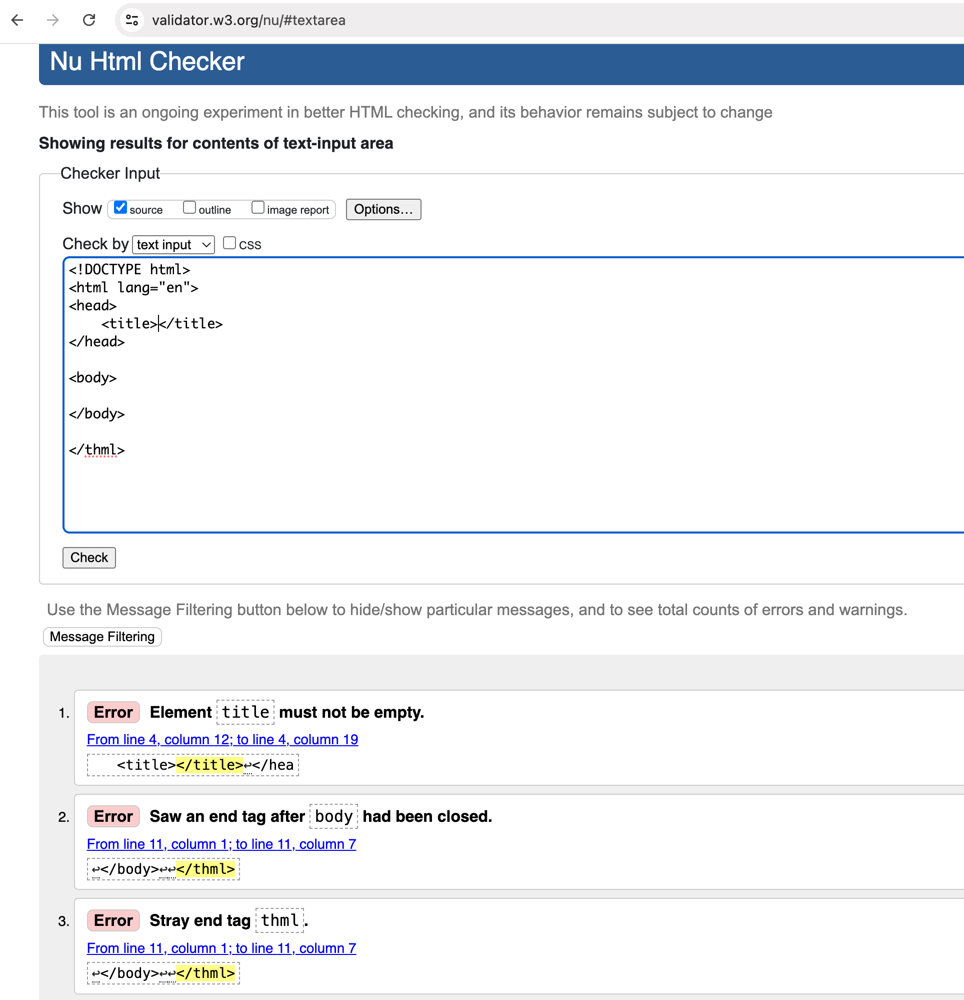 validator.w3.org/nu/#textarea
Nu Html Checker
This tool is an ongoing experiment in better HTML checking, and its behavior remains subject to change
Showing results for contents of text-input area
Checker Input
Show source outline image report Options…
Check by text input CSS
<!DOCTYPE html>
<html lang="en">
<head>
    <title></title>
</head>
<body>
</body>
</thml>
Check
Use the Message Filtering button below to hide/show particular messages, and to see total counts of errors and warnings.
Message Filtering
1. Error Element title must not be empty.
From line 4, column 12; to line 4, column 19
<title></title>↩</hea
2. Error Saw an end tag after body had been closed.
From line 11, column 1; to line 11, column 7
↩</body>↩↩</thml>
3. Error Stray end tag thml.
From line 11, column 1; to line 11, column 7
↩</body>↩↩</thml>